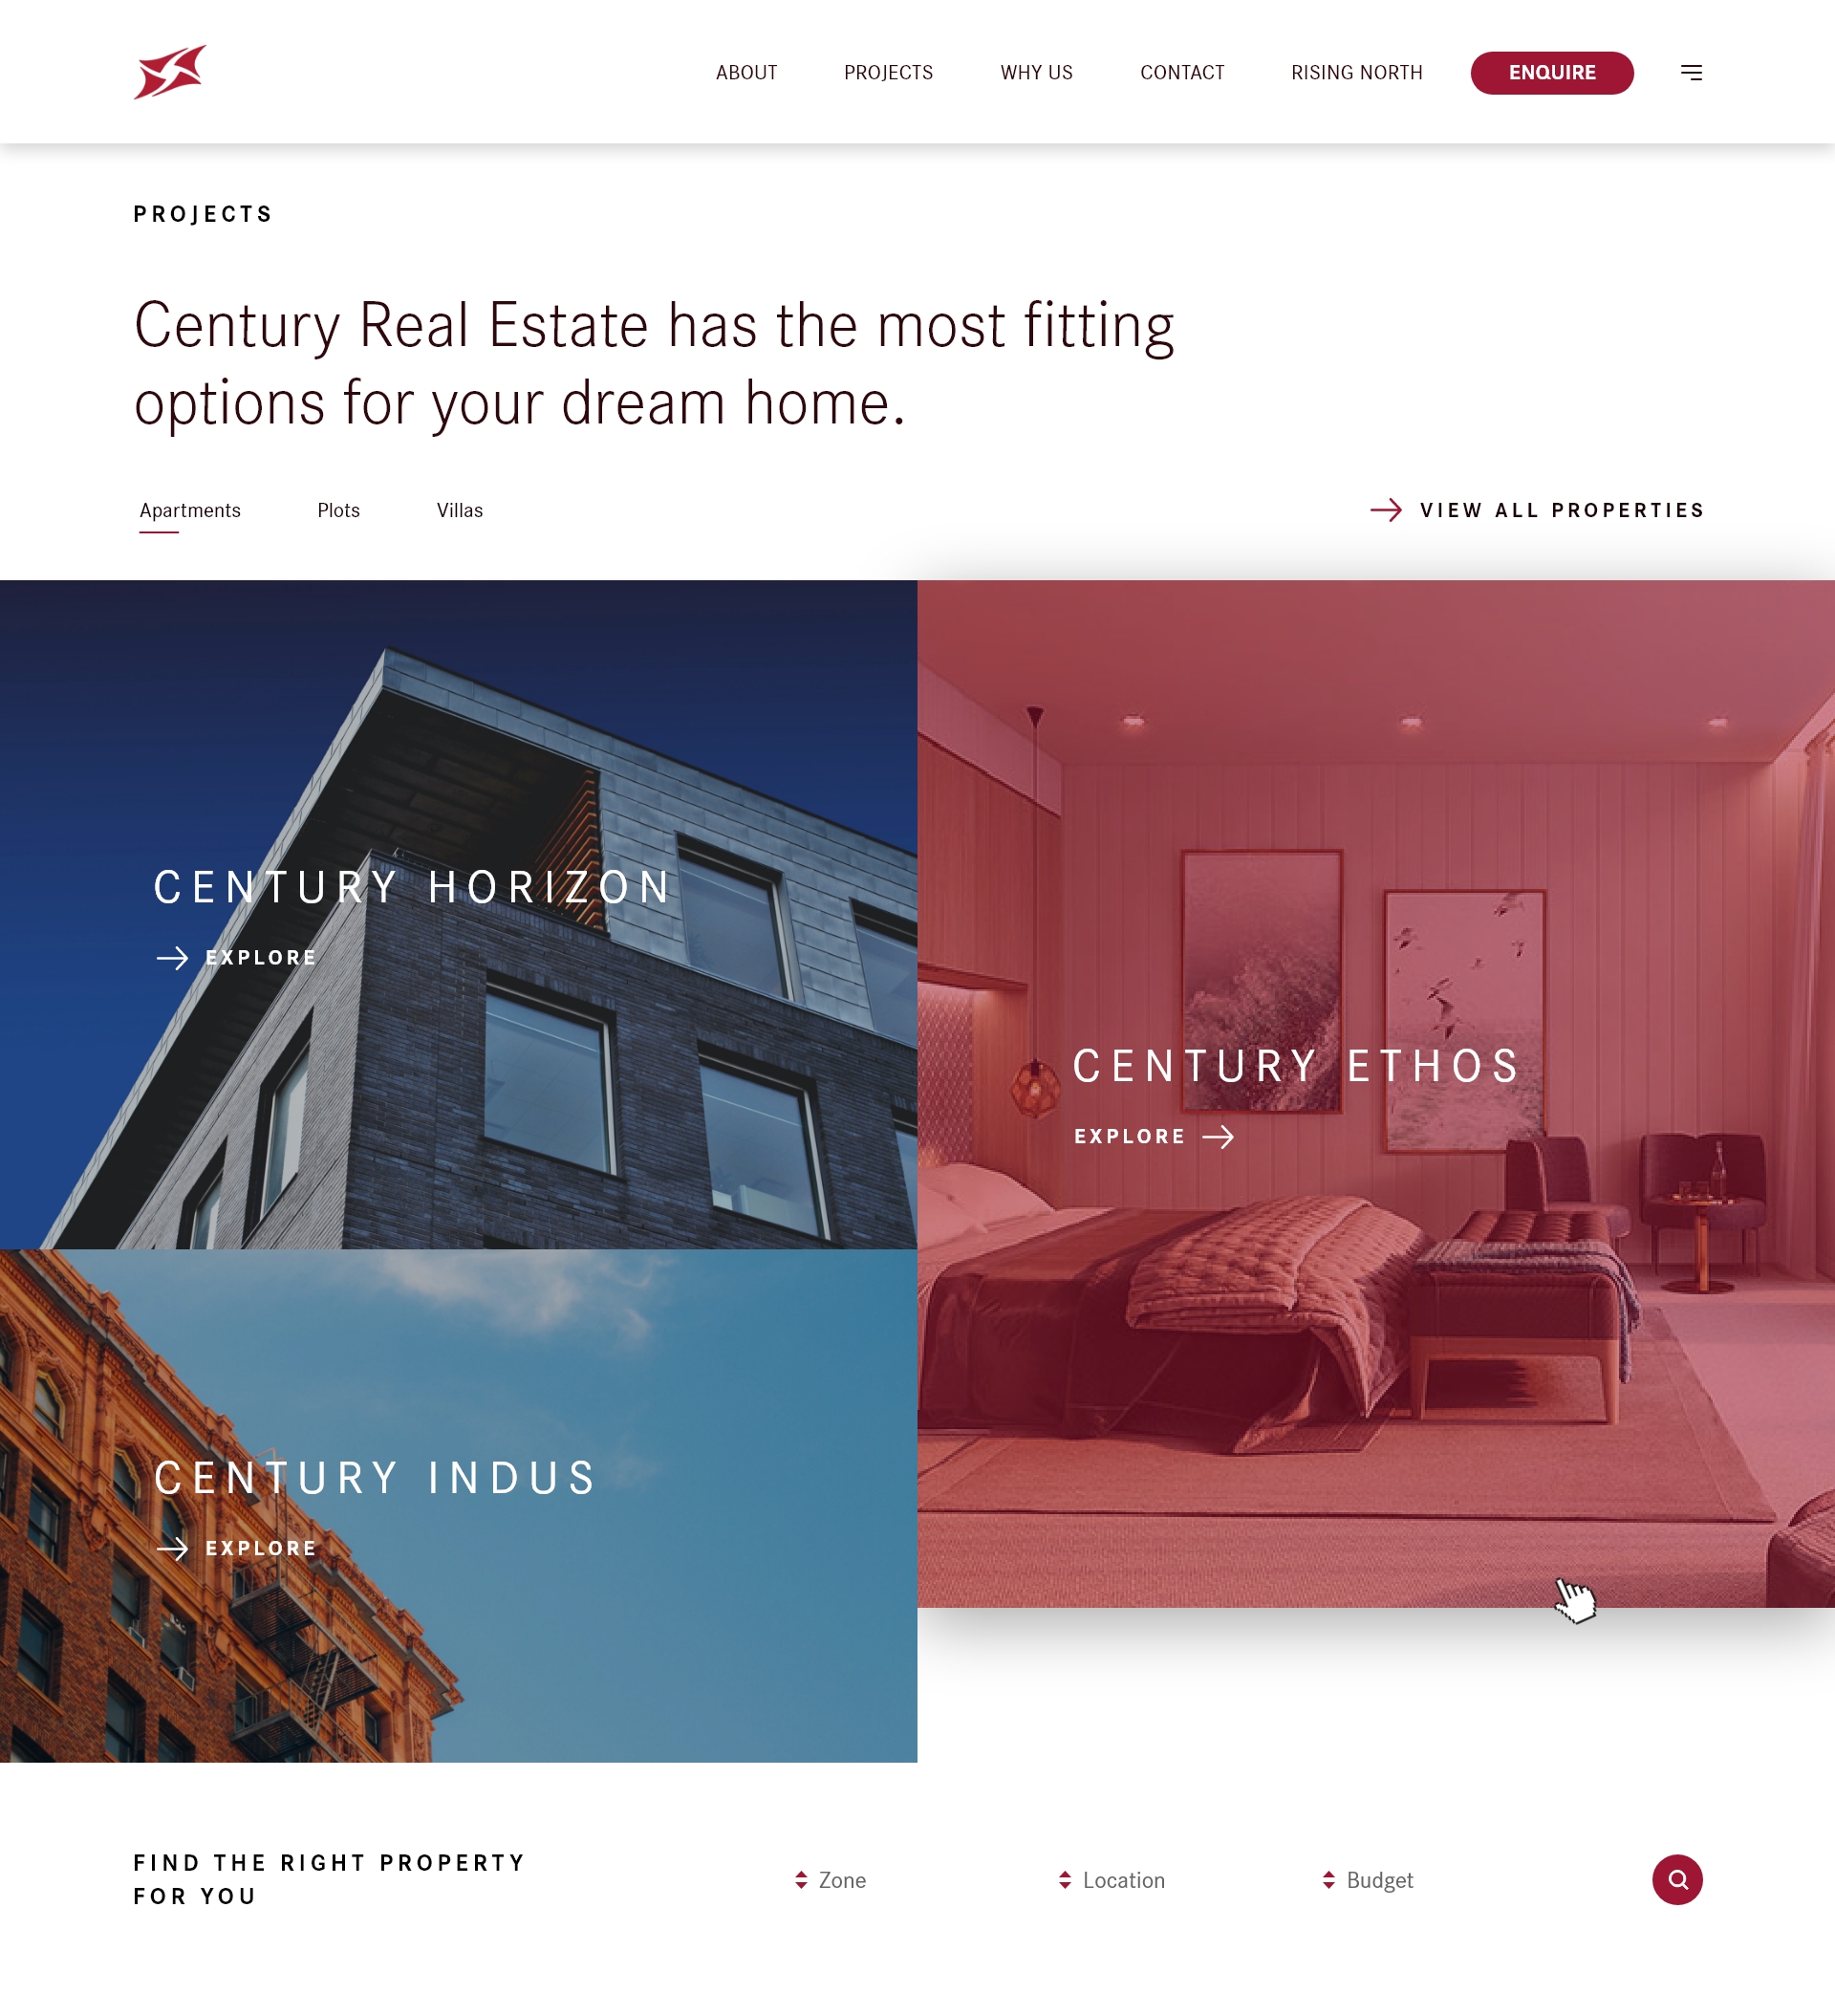 ABOUT PROJECTS WHY US CONTACT RISING NORTH ENQUIRE
PROJECTS
Century Real Estate has the most fitting
options for your dream home.
Apartments Plots Villas VIEW ALL PROPERTIES
CENTURY HORIZON
EXPLORE
CENTURY ETHOS
EXPLORE
CENTURY INDUS
EXPLORE
FIND THE RIGHT PROPERTY
FOR YOU
Zone Location Budget